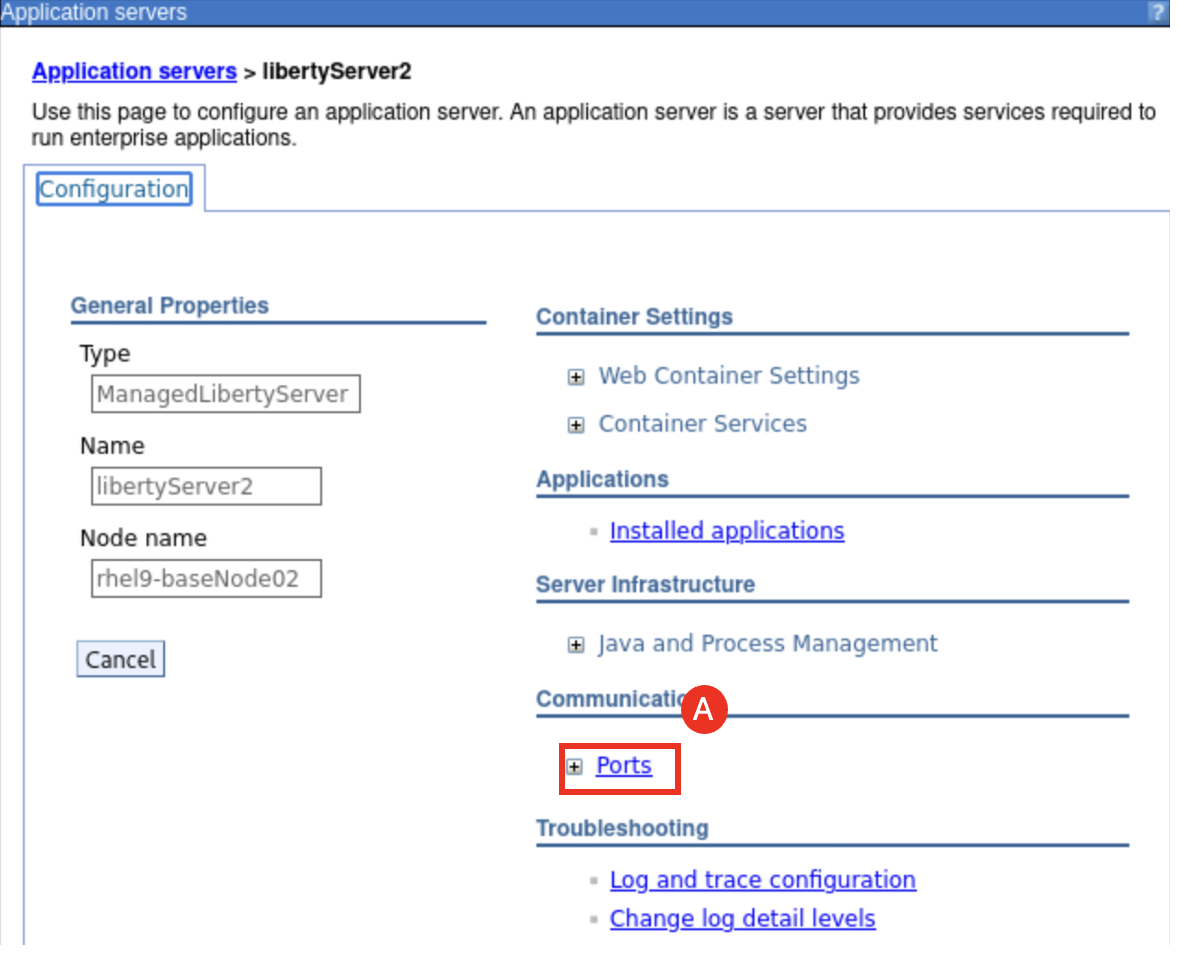 Application servers ?
Application servers > libertyServer2
Use this page to configure an application server. An application server is a server that provides services required to
run enterprise applications.
Configuration
General Properties
Type
ManagedLibertyServer
Name
libertyServer2
Node name
rhel9-baseNode02
Cancel
Container Settings
Web Container Settings
Container Services
Applications
Installed applications
Server Infrastructure
Java and Process Management
Communicatio
A
Ports
Troubleshooting
Log and trace configuration
Change log detail levels